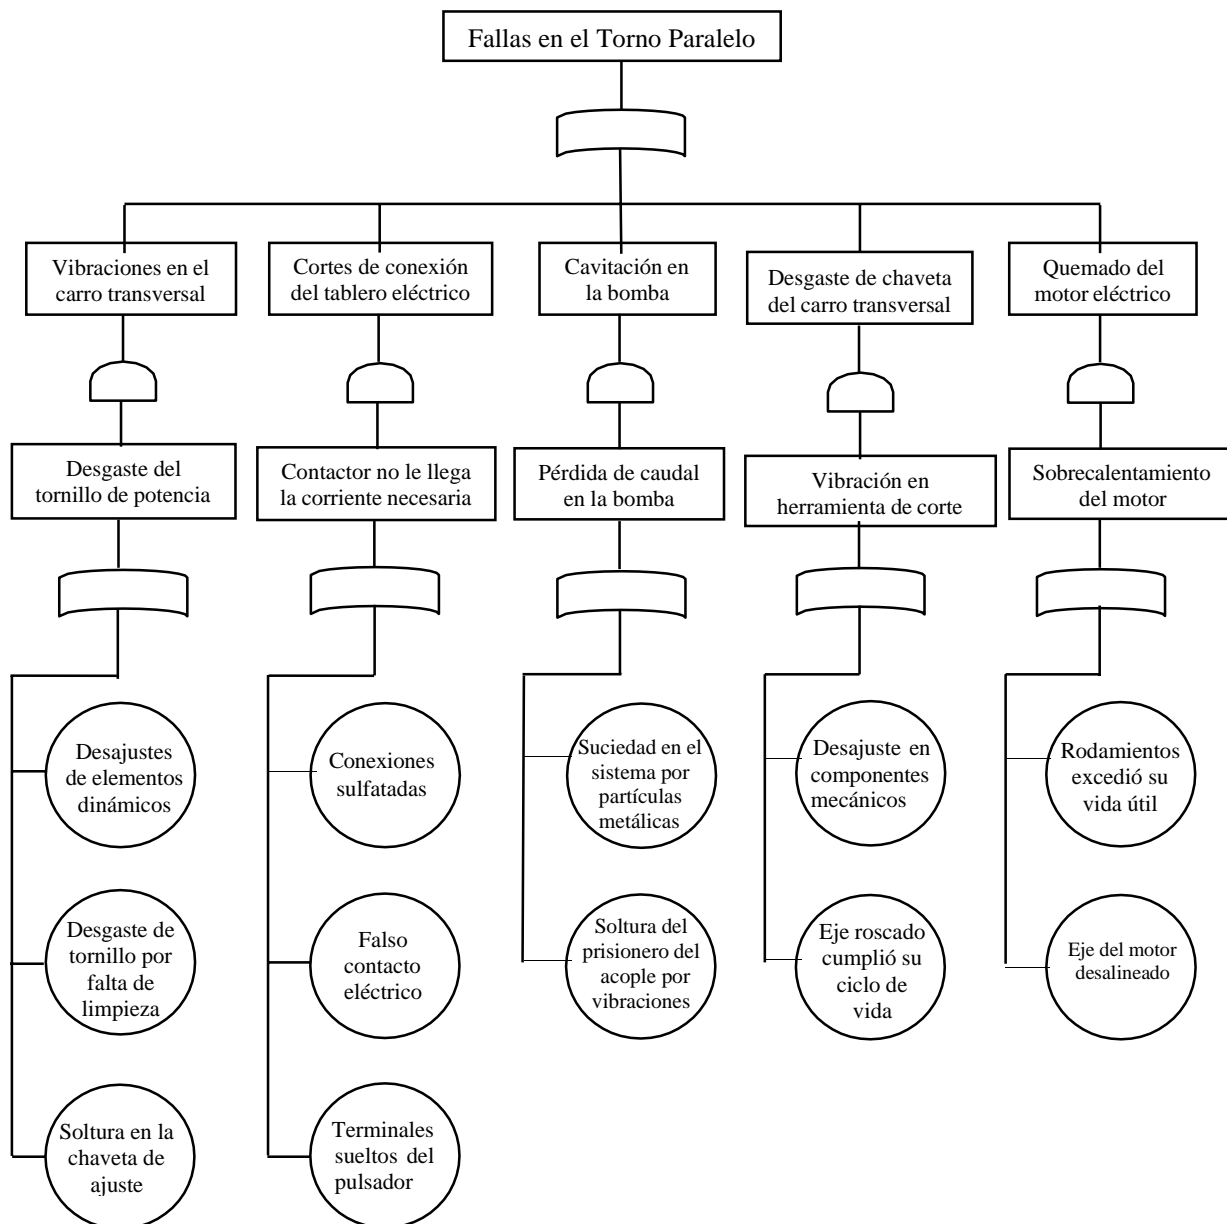 Fallas en el Torno Paralelo
Vibraciones en el
carro transversal
Cortes de conexión
del tablero eléctrico
Cavitación en
la bomba
Desgaste de chaveta
del carro transversal
Quemado del
motor eléctrico
Desgaste del
tornillo de potencia
Contactor no le llega
la corriente necesaria
Pérdida de caudal
en la bomba
Vibración en
herramienta de corte
Sobrecalentamiento
del motor
Desajustes
de elementos
dinámicos
Conexiones
sulfatadas
Suciedad en el
sistema por
partículas
metálicas
Desajuste en
componentes
mecánicos
Rodamientos
excedió su
vida útil
Desgaste de
tornillo por
falta de
limpieza
Falso
contacto
eléctrico
Soltura del
prisionero del
acople por
vibraciones
Eje roscado
cumplió su
ciclo de
vida
Eje del motor
desalineado
Soltura en la
chaveta de
ajuste
Terminales
sueltos del
pulsador